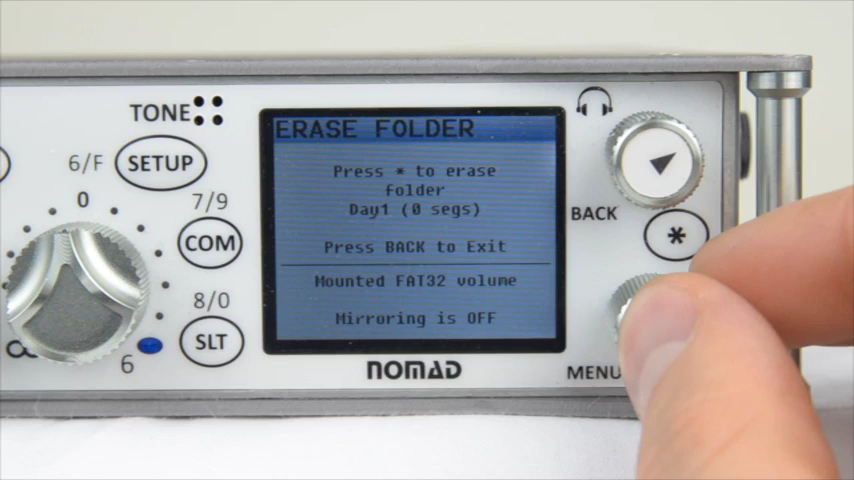 TONE
6/F
SETUP
0
7/9
COM
8/0
SLT
∞
6
ERASE FOLDER
Press * to erase
folder
Day1 (0 segs)
Press BACK to Exit
Mounted FAT32 volume
Mirroring is OFF
NOMAD
BACK
*
MENU